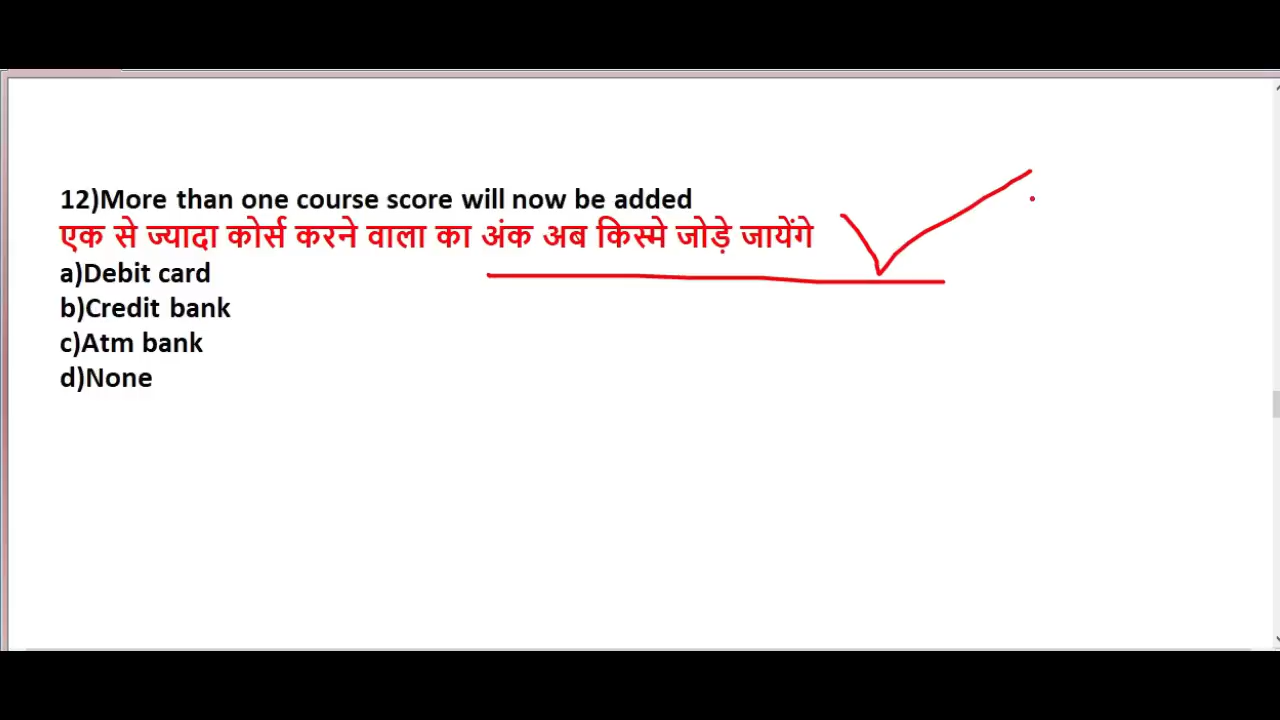 12)More than one course score will now be added
एक से ज्यादा कोर्स करने वाला का अंक अब किस्मे जोड़े जायेंगे
a)Debit card
b)Credit bank
c)Atm bank
d)None